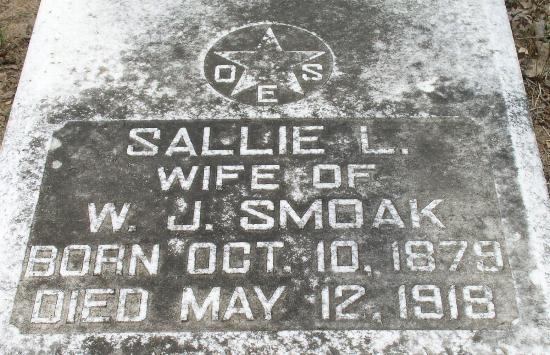 O E S
SALLIE L.
WIFE OF
W. J. SMOAK
BORN OCT. 10, 1879
DIED MAY 12, 1918